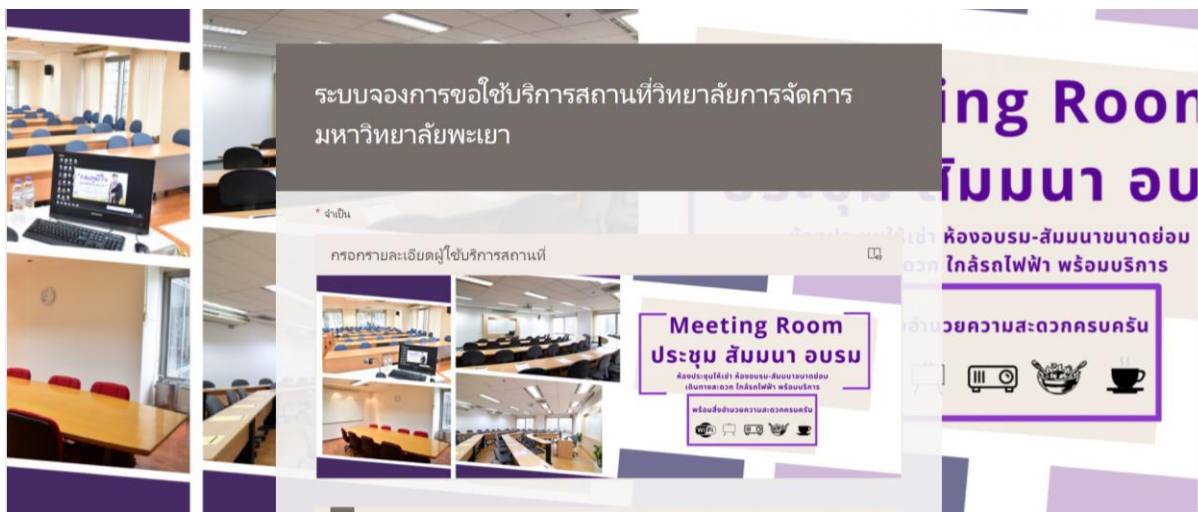 ระบบจองการขอใช้บริการสถานที่วิทยาลัยการจัดการ
มหาวิทยาลัยพะเยา
* จำเป็น
กรอกรายละเอียดผู้ใช้บริการสถานที่
Meeting Room
ประชุม สัมมนา อบรม
ห้องประชุมให้เช่า ห้องอบรม-สัมมนาขนาดย่อม
เดินทางสะดวก ใกล้รถไฟฟ้า พร้อมบริการ
พร้อมสิ่งอำนวยความสะดวกครบครัน
WiFi
ing Roon
ัมมนา อบ
ห้องอบรม-สัมมนาขนาดย่อม
ใกล้รถไฟฟ้า พร้อมบริการ
อำนวยความสะดวกครบครัน